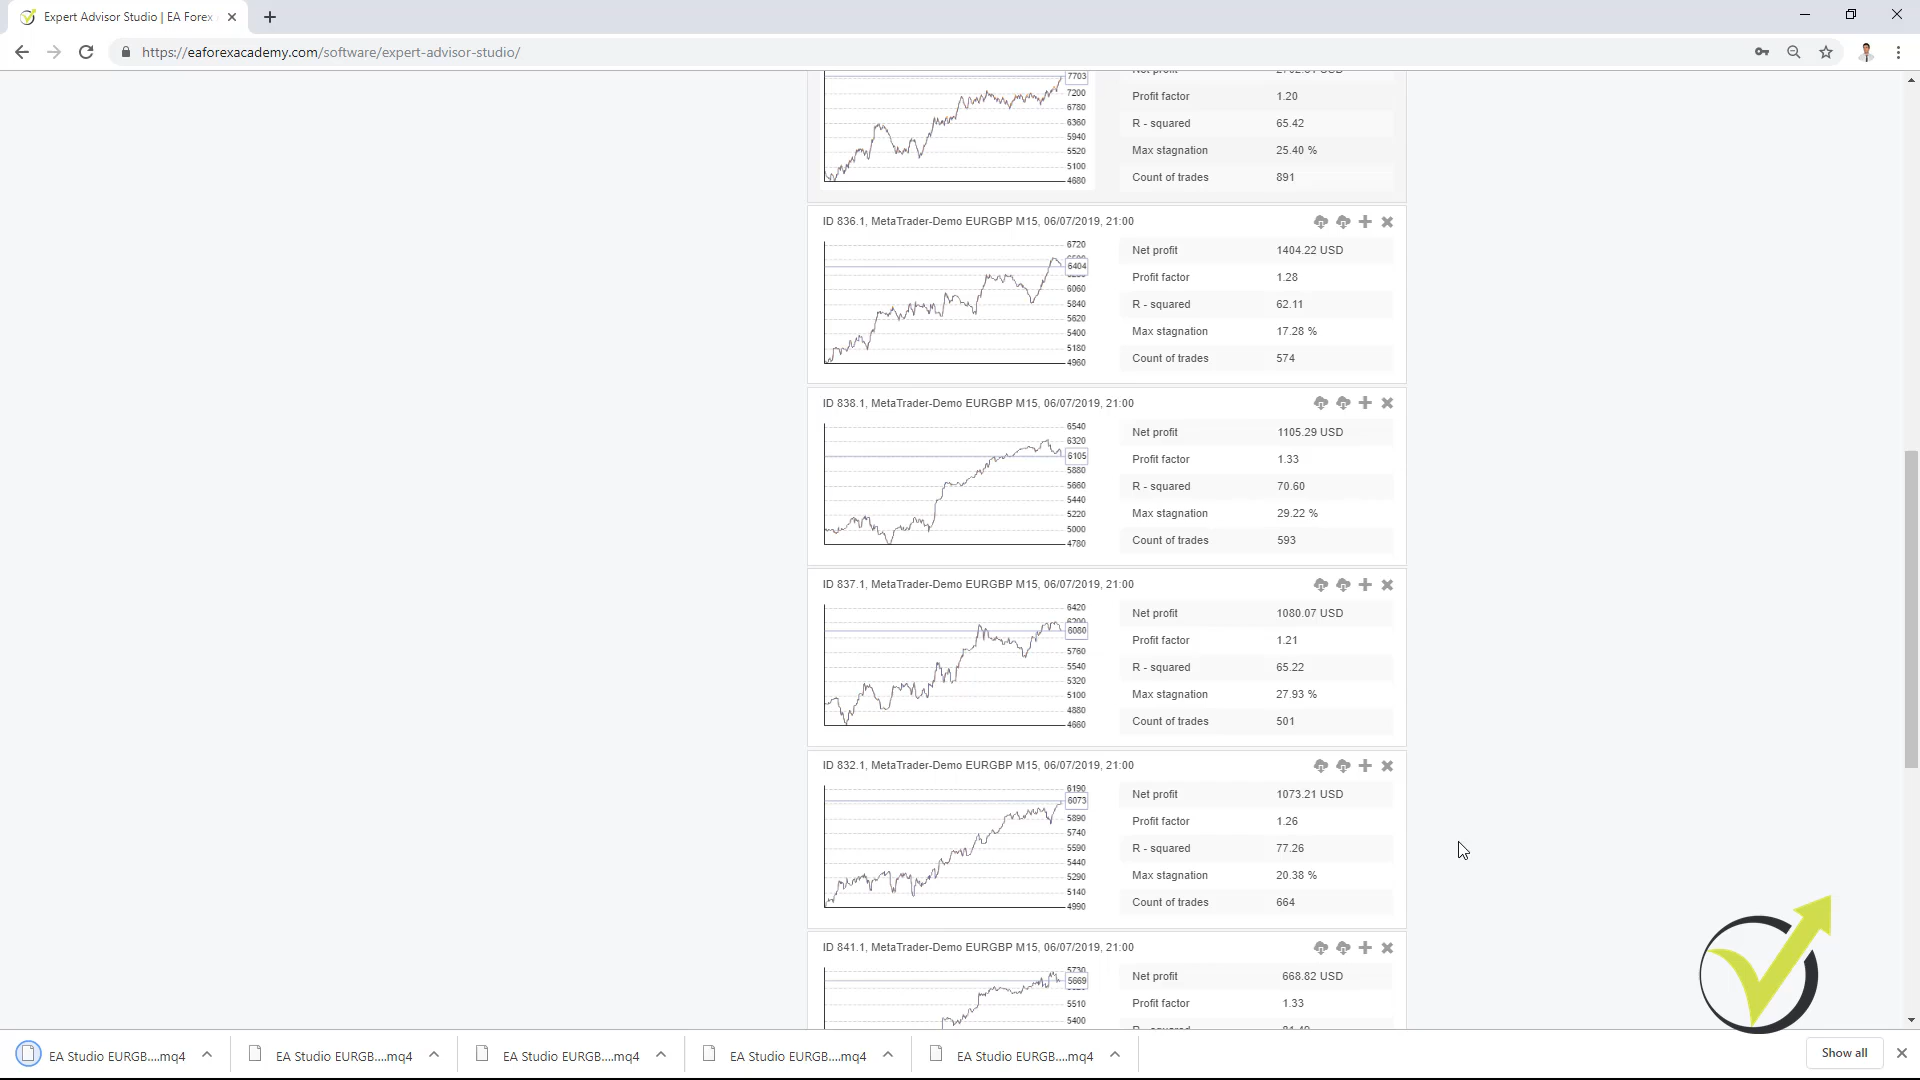 Expert Advisor Studio | EA Forex
https://eaforexacademy.com/software/expert-advisor-studio/
7703
7200
6780
6360
5940
5520
5100
4680
Profit factor 1.20
R - squared 65.42
Max stagnation 25.40 %
Count of trades 891
ID 836.1, MetaTrader-Demo EURGBP M15, 06/07/2019, 21:00
6720
6404
6060
5840
5620
5400
5180
4960
Net profit 1404.22 USD
Profit factor 1.28
R - squared 62.11
Max stagnation 17.28 %
Count of trades 574
ID 838.1, MetaTrader-Demo EURGBP M15, 06/07/2019, 21:00
6540
6320
6105
5880
5660
5440
5220
5000
4780
Net profit 1105.29 USD
Profit factor 1.33
R - squared 70.60
Max stagnation 29.22 %
Count of trades 593
ID 837.1, MetaTrader-Demo EURGBP M15, 06/07/2019, 21:00
6420
6080
5760
5540
5320
5100
4880
4660
Net profit 1080.07 USD
Profit factor 1.21
R - squared 65.22
Max stagnation 27.93 %
Count of trades 501
ID 832.1, MetaTrader-Demo EURGBP M15, 06/07/2019, 21:00
6190
6073
5890
5740
5590
5440
5290
5140
4990
Net profit 1073.21 USD
Profit factor 1.26
R - squared 77.26
Max stagnation 20.38 %
Count of trades 664
ID 841.1, MetaTrader-Demo EURGBP M15, 06/07/2019, 21:00
5730
5669
5510
5400
Net profit 668.82 USD
Profit factor 1.33
EA Studio EURGB....mq4
EA Studio EURGB....mq4
EA Studio EURGB....mq4
EA Studio EURGB....mq4
EA Studio EURGB....mq4
Show all